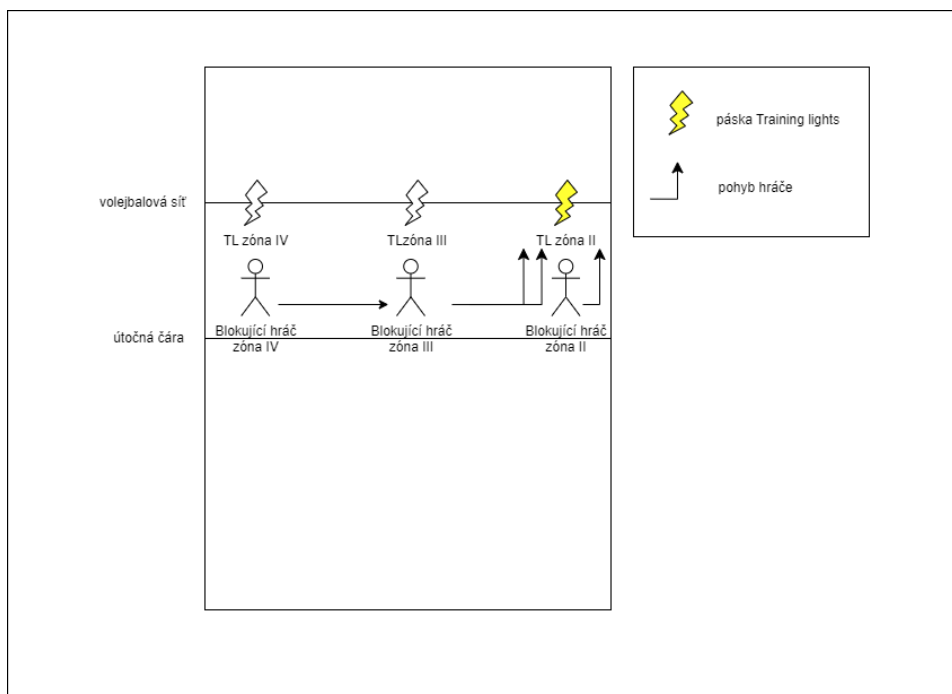 páska Training lights
pohyb hráče
volejbalová síť
TL zóna IV
TLzóna III
TL zóna II
Blokující hráč
zóna IV
Blokující hráč
zóna III
Blokující hráč
zóna II
útočná čára